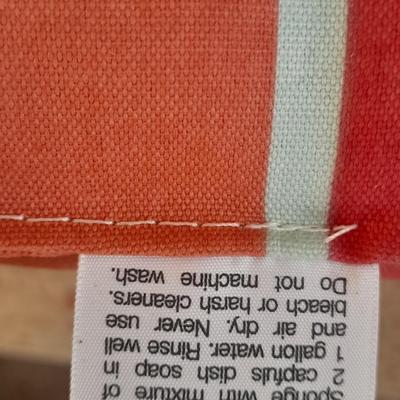 Sponge with mixture of
2 capfuls dish soap in
1 gallon water. Rinse well
and air dry. Never use
bleach or harsh cleaners.
Do not machine wash.